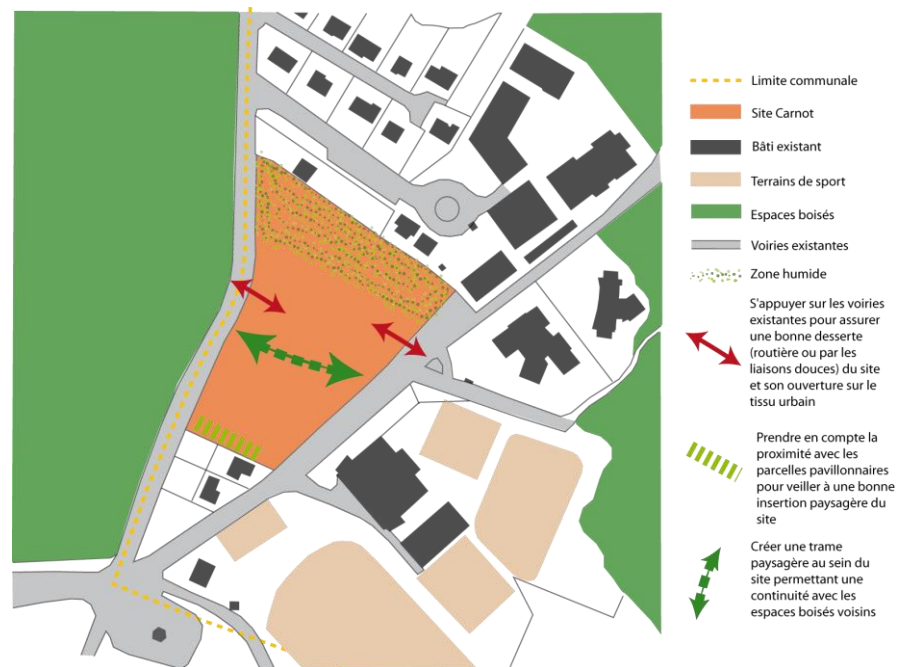 Limite communale
Site Carnot
Bâti existant
Terrains de sport
Espaces boisés
Voiries existantes
Zone humide
S'appuyer sur les voiries
existantes pour assurer
une bonne desserte
(routière ou par les
liaisons douces) du site
et son ouverture sur le
tissu urbain
Prendre en compte la
proximité avec les
parcelles pavillonnaires
pour veiller à une bonne
insertion paysagère du
site
Créer une trame
paysagère au sein du
site permettant une
continuité avec les
espaces boisés voisins